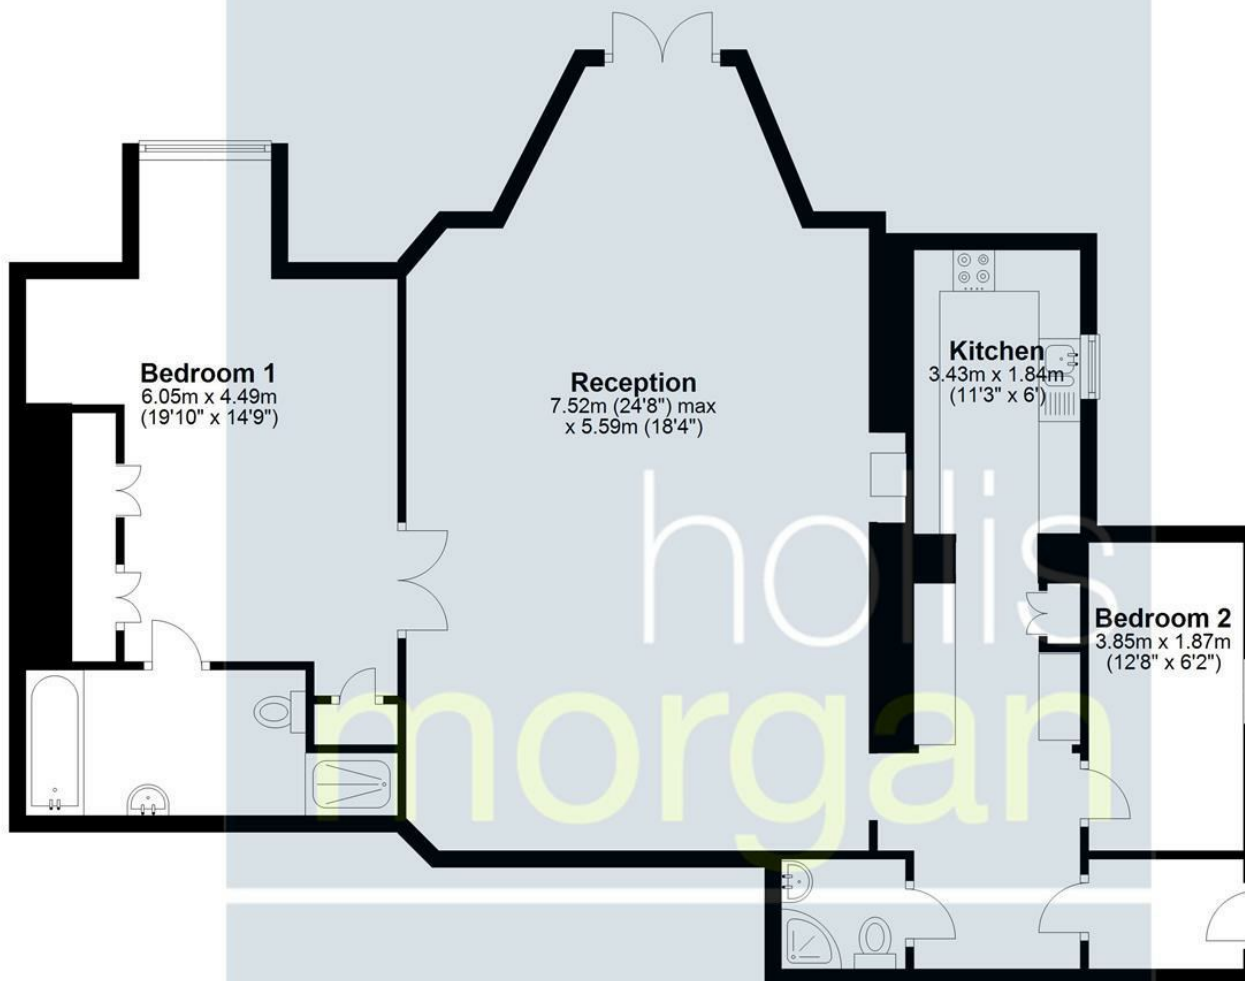 Bedroom 1
6.05m x 4.49m
(19'10" x 14'9")
Reception
7.52m (24'8") max
x 5.59m (18'4")
Kitchen
3.43m x 1.84m
(11'3" x 6')
Bedroom 2
3.85m x 1.87m
(12'8" x 6'2")
hollis
morgan